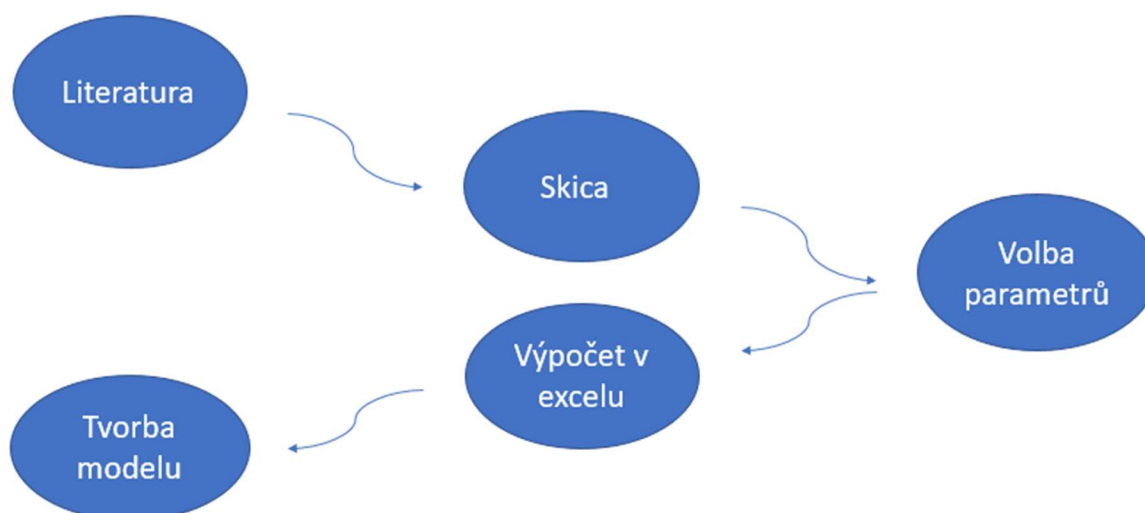 Literatura
Skica
Volba
parametrů
Výpočet v
excelu
Tvorba
modelu